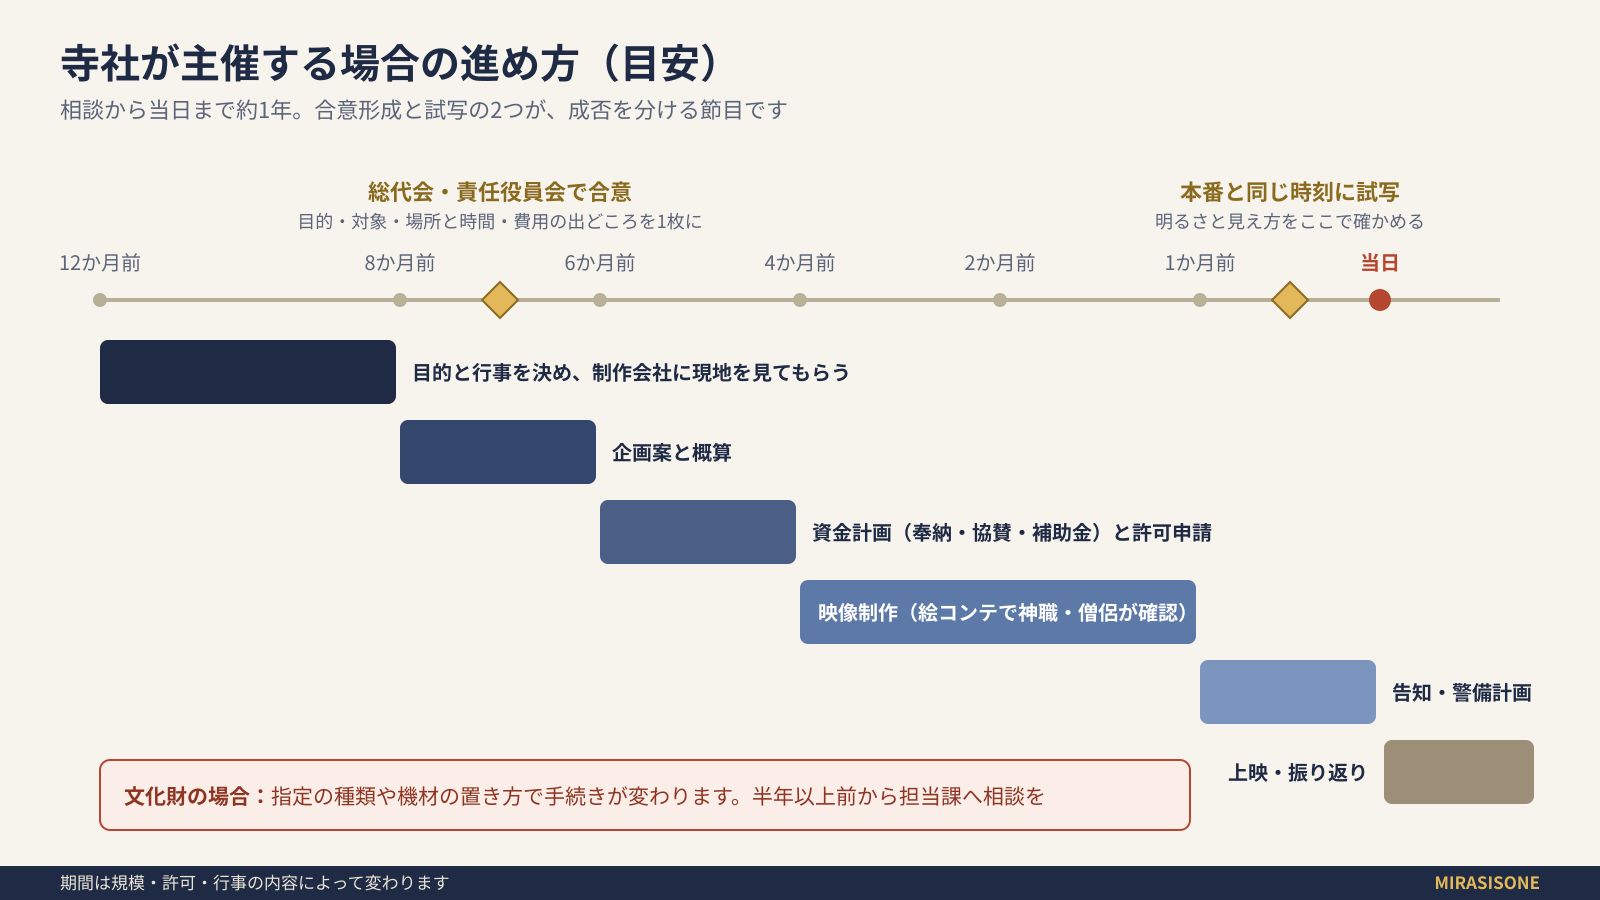 寺社が主催する場合の進め方（目安）
相談から当日まで約1年。合意形成と試写の2つが、成否を分ける節目です
総代会・責任役員会で合意
目的・対象・場所と時間・費用の出どころを1枚に
本番と同じ時刻に試写
明るさと見え方をここで確かめる
12か月前
8か月前
6か月前
4か月前
2か月前
1か月前
当日
目的と行事を決め、制作会社に現地を見てもらう
企画案と概算
資金計画（奉納・協賛・補助金）と許可申請
映像制作（絵コンテで神職・僧侶が確認）
告知・警備計画
上映・振り返り
文化財の場合：指定の種類や機材の置き方で手続きが変わります。半年以上前から担当課へ相談を
期間は規模・許可・行事の内容によって変わります
MIRASISONE